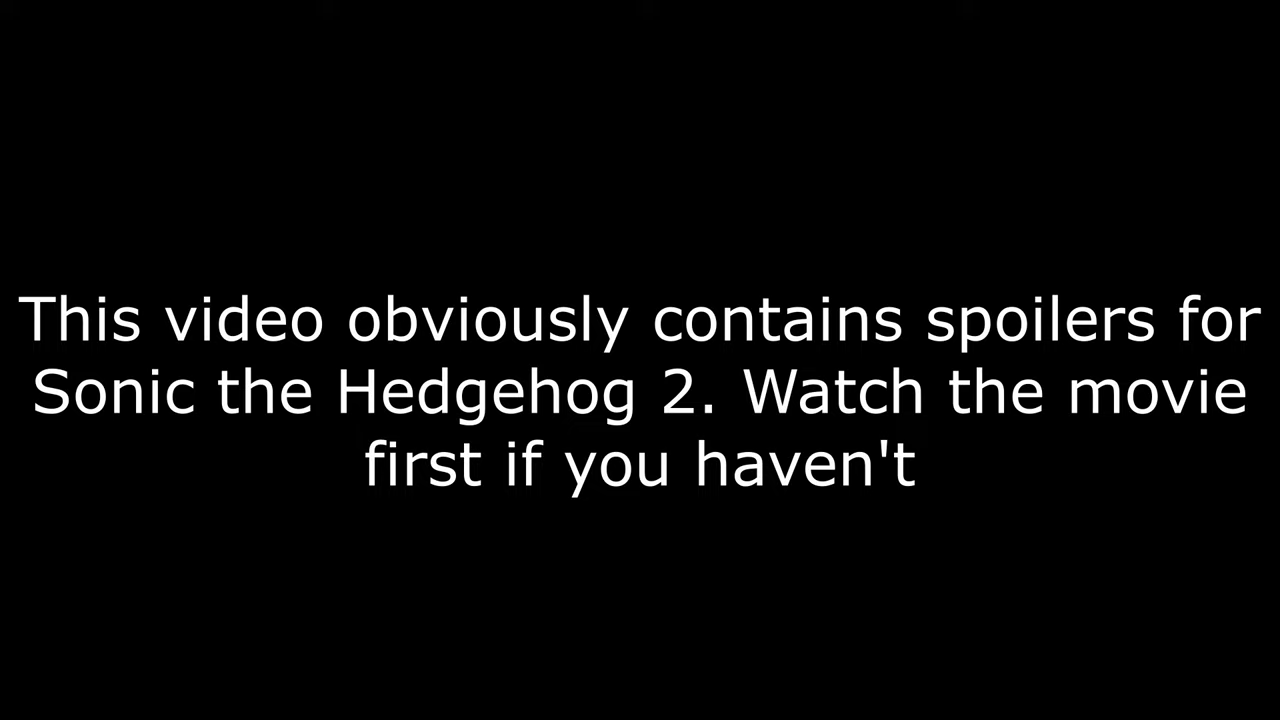 This video obviously contains spoilers for
Sonic the Hedgehog 2. Watch the movie
first if you haven't